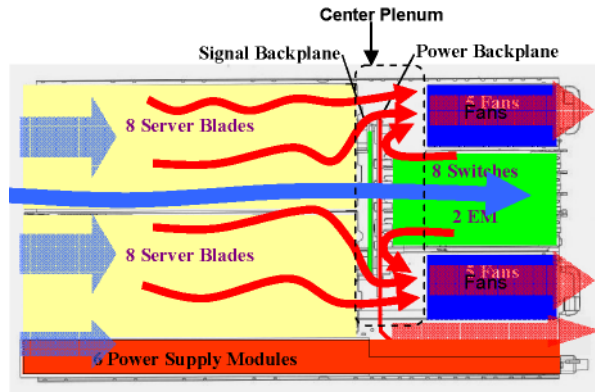 Center Plenum
Signal Backplane
Power Backplane
5 Fans
Fans
8 Server Blades
8 Switches
2 EM
8 Server Blades
5 Fans
Fans
6 Power Supply Modules